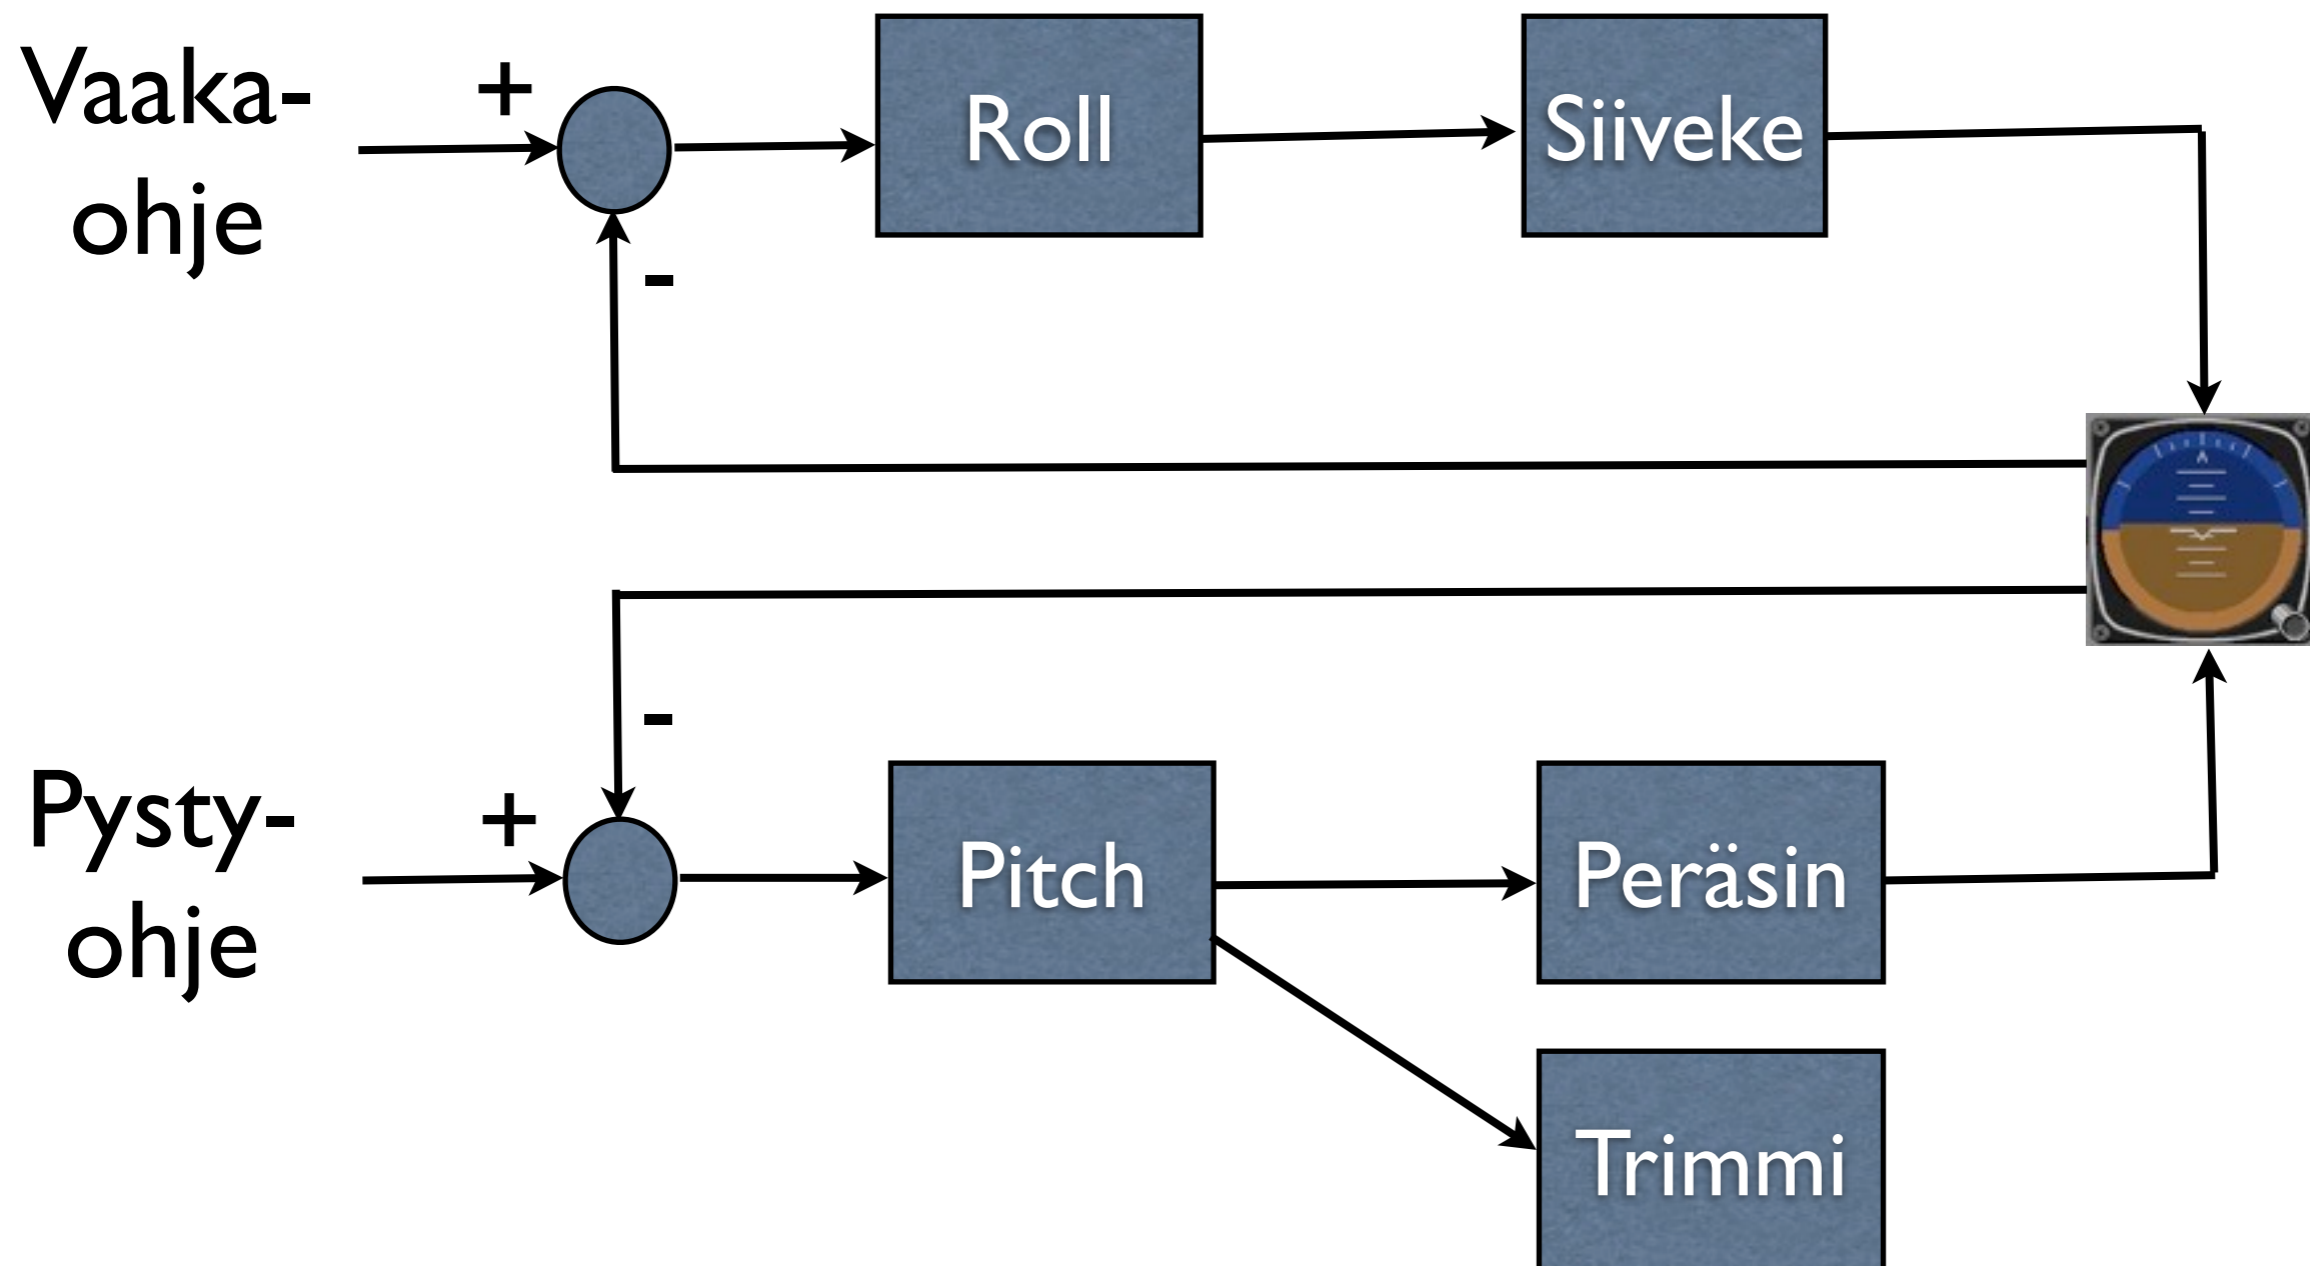 Vaaka-
ohje
+
-
Roll
Siiveke
Pysty-
ohje
+
-
Pitch
Peräsin
Trimmi